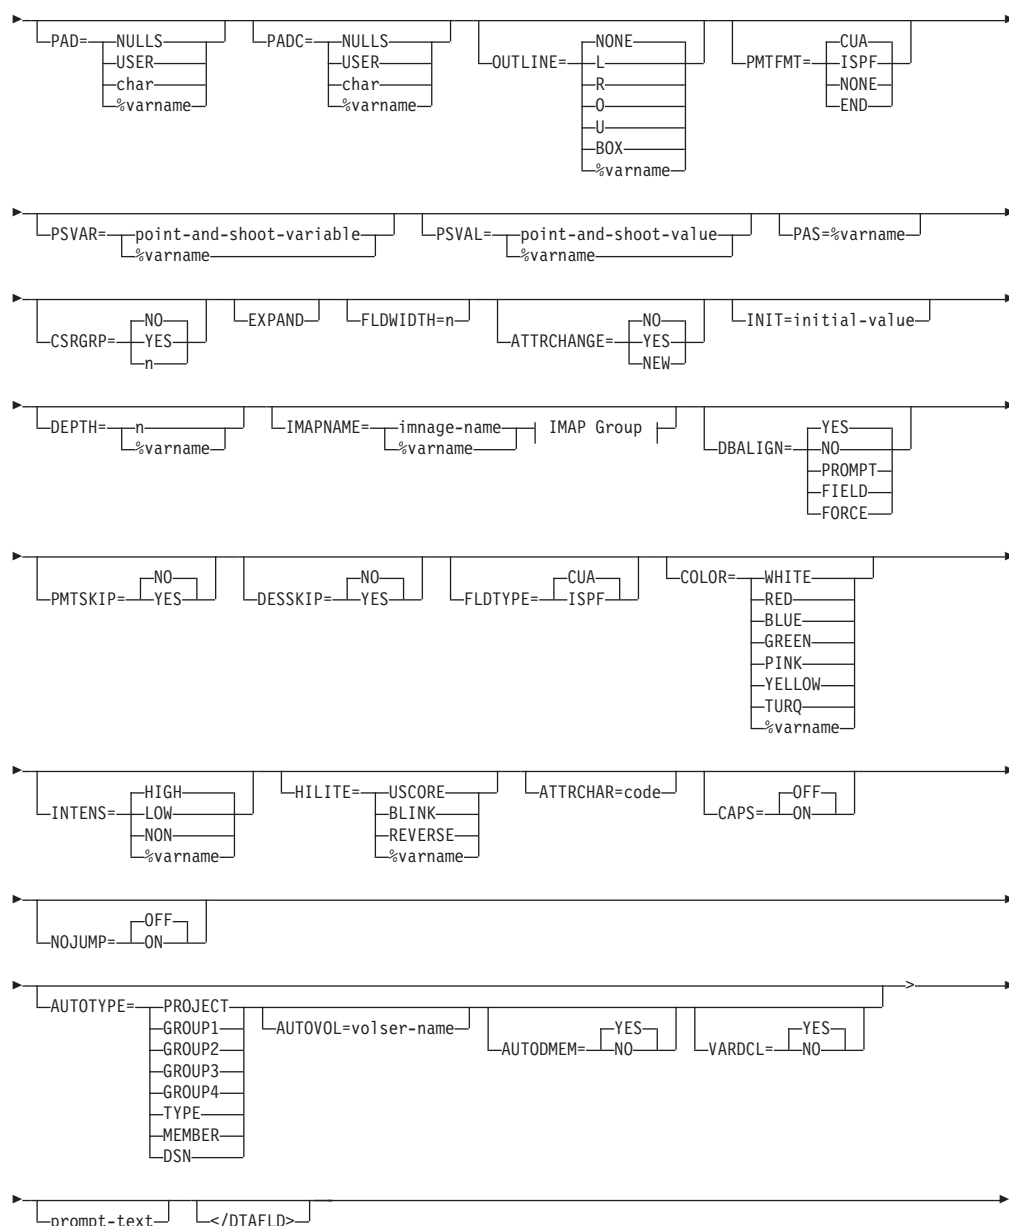 NONE CUA
PAD= NULLS PADC= NULLS OUTLINE= L PMTFMT= ISPF
USER USER R NONE
char char O END
%varname %varname U
BOX
%varname
PSVAR= point-and-shoot-variable PSVAL= point-and-shoot-value PAS=%varname
%varname %varname
NO EXPAND FLDWIDTH=n NO INIT=initial-value
CSRGRP= YES ATTRCHANGE= YES
n NEW
DEPTH= n IMAPNAME= imnage-name IMAP Group YES
%varname %varname DBALIGN= NO
PROMPT
FIELD
FORCE
NO NO CUA COLOR= WHITE
PMTSKIP= YES DESSKIP= YES FLDTYPE= ISPF RED
BLUE
GREEN
PINK
YELLOW
TURQ
%varname
HIGH HILITE= USCORE ATTRCHAR=code OFF
INTENS= LOW BLINK CAPS= ON
NON REVERSE
%varname %varname
OFF
NOJUMP= ON
>
AUTOTYPE= PROJECT
GROUP1 AUTOVOL=volser-name YES YES
GROUP2 AUTODMEM= NO VARDCL= NO
GROUP3
GROUP4
TYPE
MEMBER
DSN
prompt-text </DTAFLD>